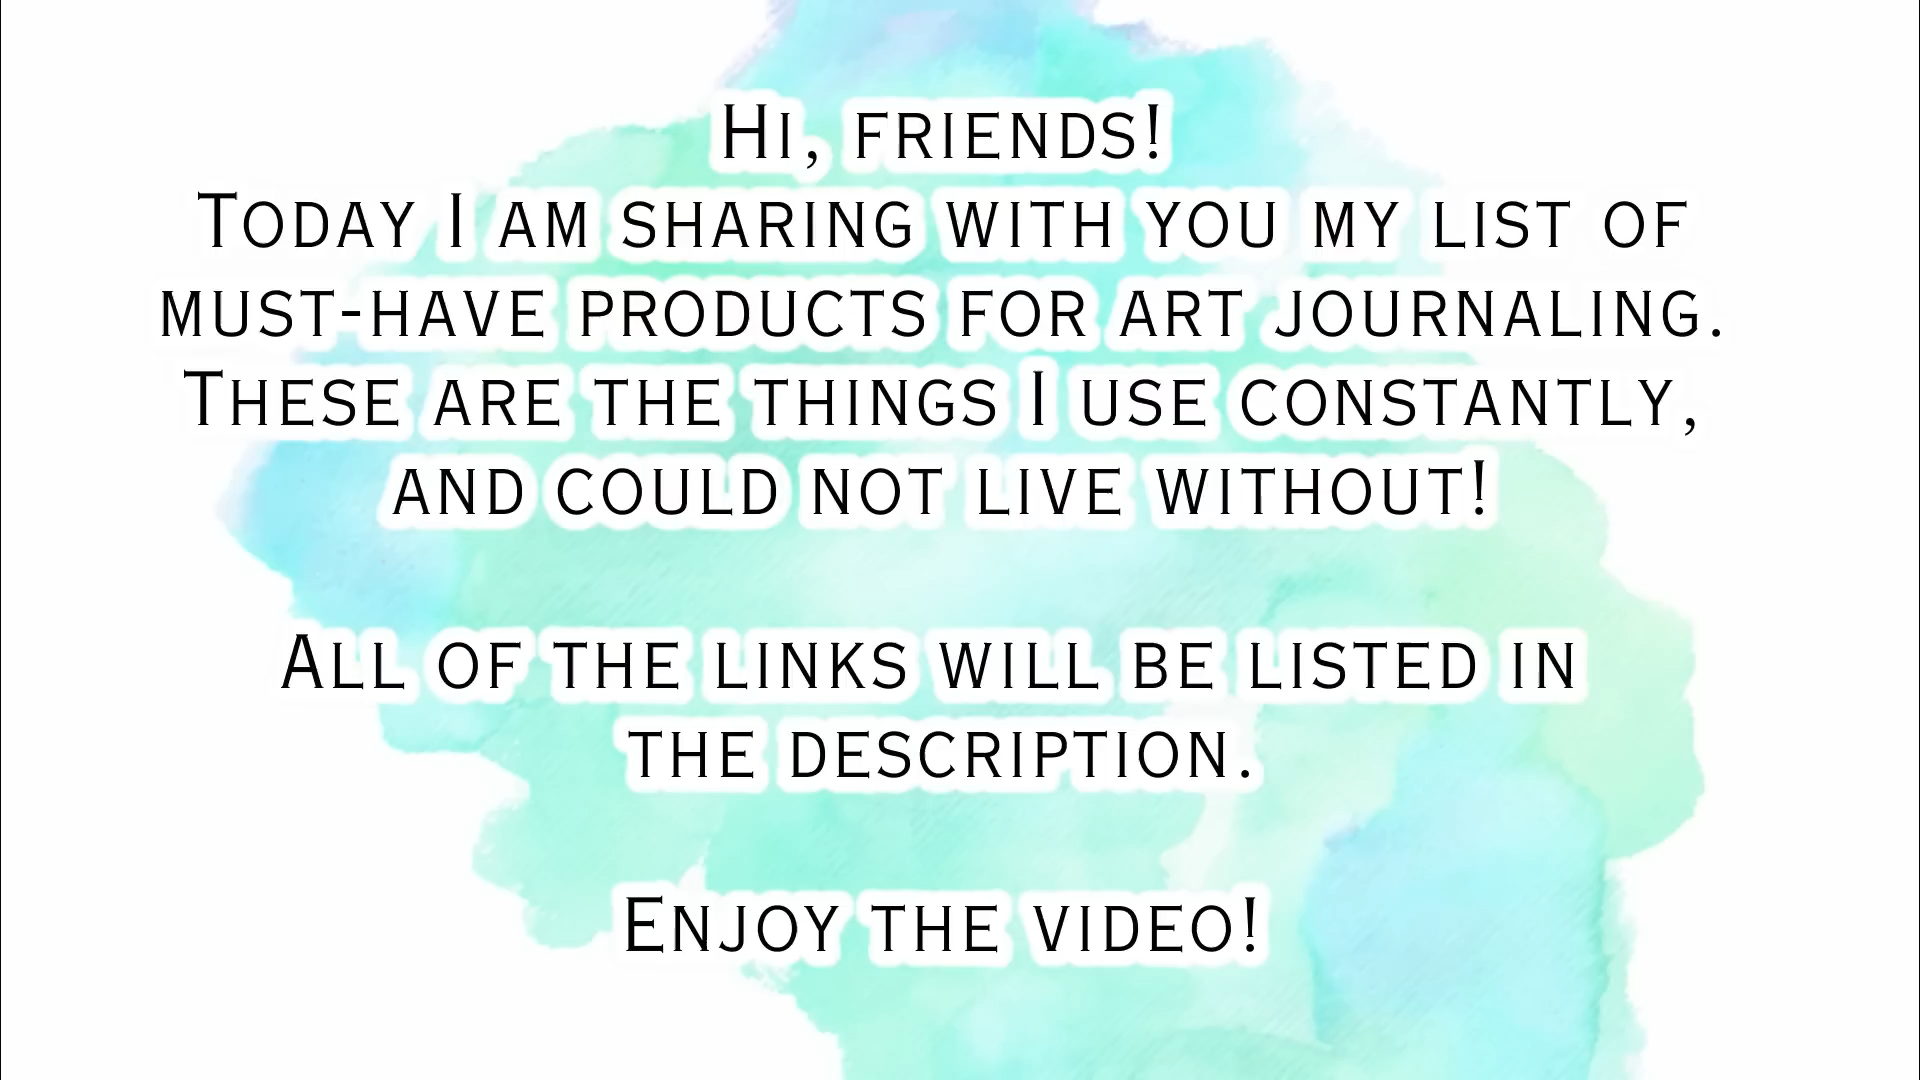 Hi, friends!
Today I am sharing with you my list of
must-have products for art journaling.
These are the things I use constantly,
and could not live without!
All of the links will be listed in
the description.
Enjoy the video!